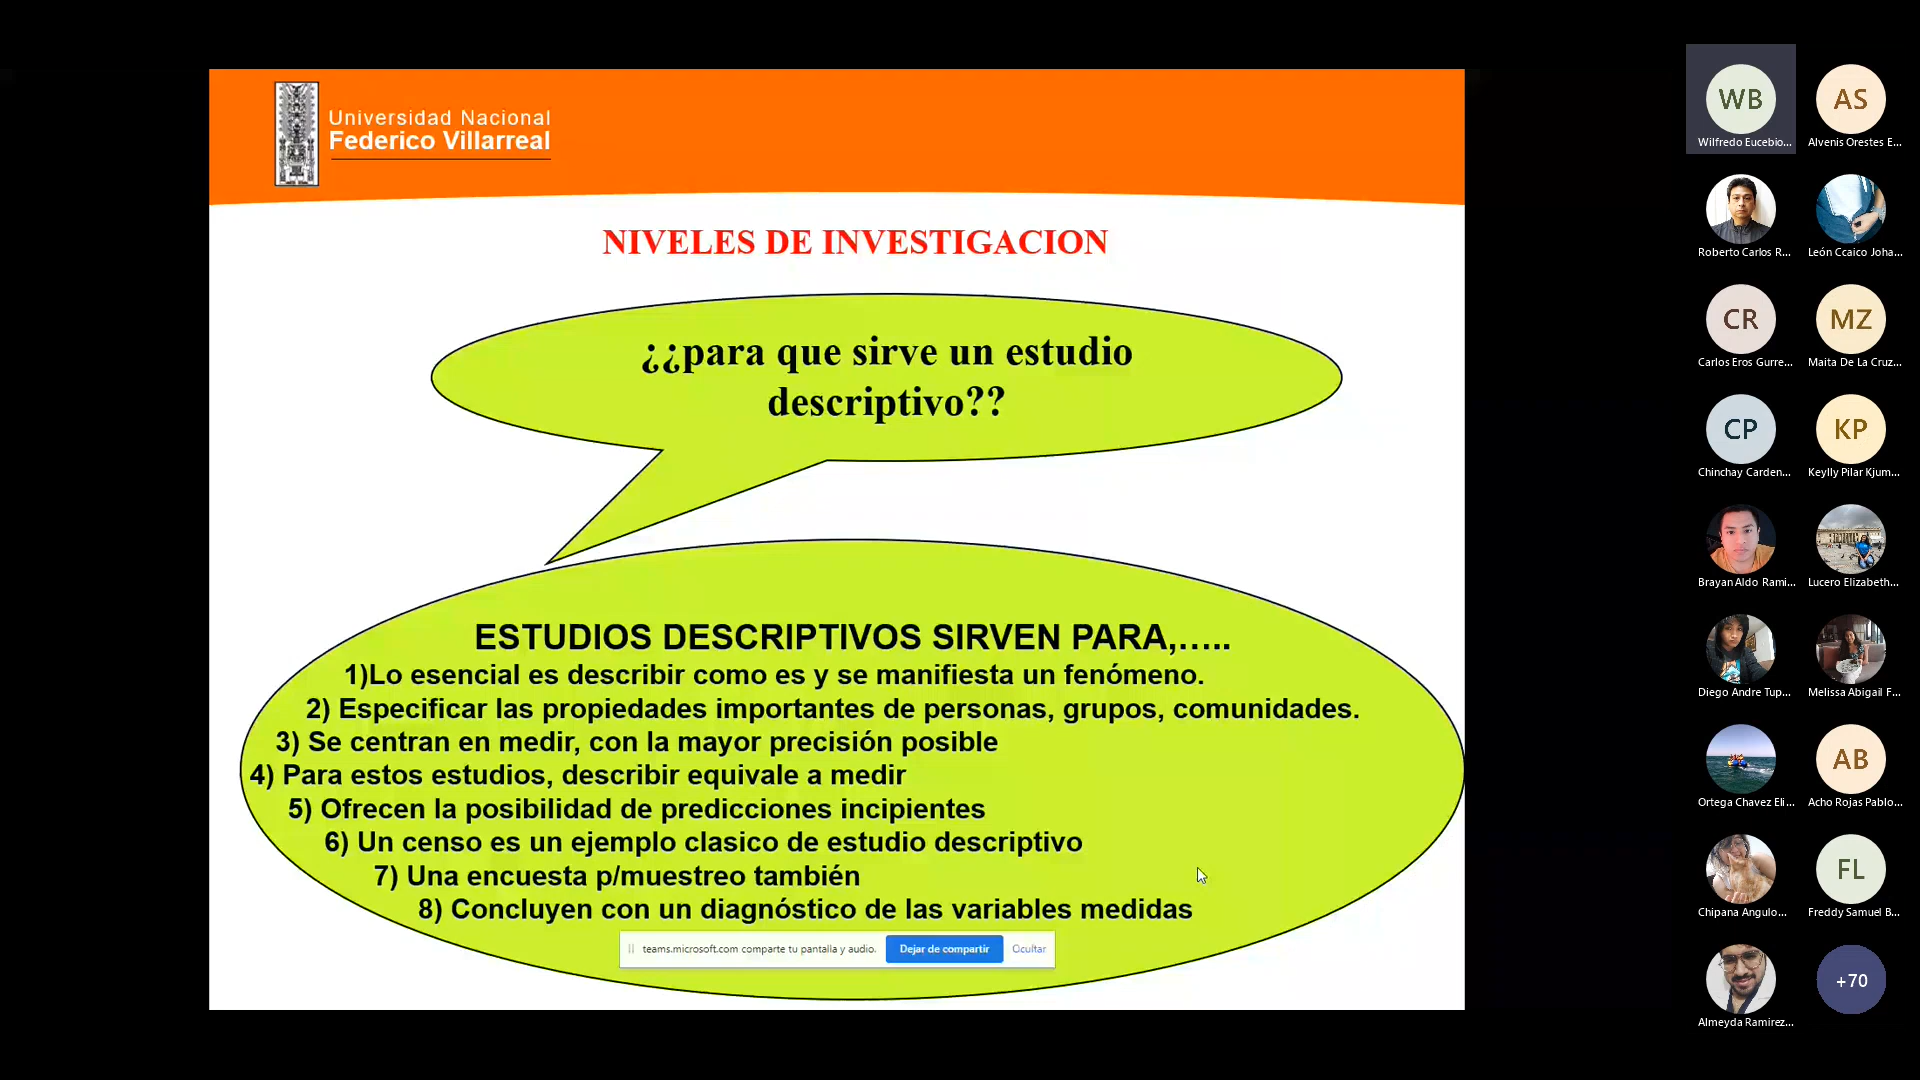 Universidad Nacional
Federico Villarreal
NIVELES DE INVESTIGACION
¿¿para que sirve un estudio
descriptivo??
ESTUDIOS DESCRIPTIVOS SIRVEN PARA,.....
1)Lo esencial es describir como es y se manifiesta un fenómeno.
2) Especificar las propiedades importantes de personas, grupos, comunidades.
3) Se centran en medir, con la mayor precisión posible
4) Para estos estudios, describir equivale a medir
5) Ofrecen la posibilidad de predicciones incipientes
6) Un censo es un ejemplo clasico de estudio descriptivo
7) Una encuesta p/muestreo también
8) Concluyen con un diagnóstico de las variables medidas
teams.microsoft.com comparte tu pantalla y audio.
Dejar de compartir
Ocultar
WB
Wilfredo Eucebio...
AS
Alvenis Orestes E...
Roberto Carlos R...
León Ccaico Joha...
CR
Carlos Eros Gurre...
MZ
Maita De La Cruz...
CP
Chinchay Carden...
KP
Keylly Pilar Kjum...
Brayan Aldo Rami...
Lucero Elizabeth...
Diego Andre Tup...
Melissa Abigail F...
Ortega Chavez Eli...
AB
Acho Rojas Pablo...
Chipana Angulo...
FL
Freddy Samuel B...
Almeyda Ramirez...
+70